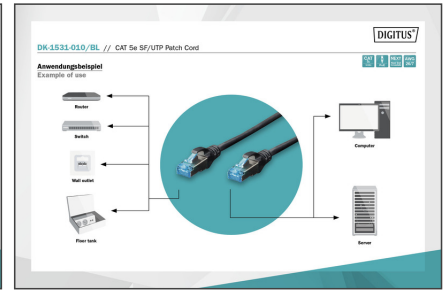 DIGITUS®
DK-1531-010/BL // CAT 5e SF/UTP Patch Cord
Anwendungsbeispiel
Example of use
Router
Switch
Wall outlet
Floor tank
Computer
Server